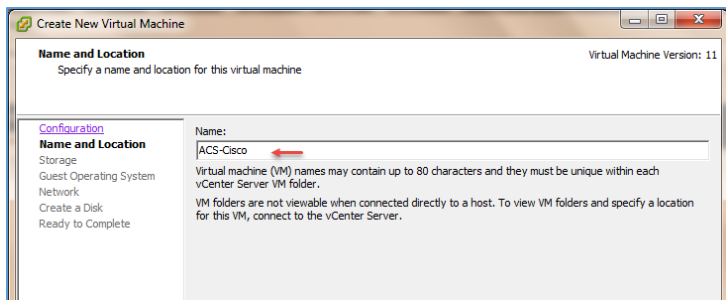 Create New Virtual Machine
Name and Location
Virtual Machine Version: 11
Specify a name and location for this virtual machine
Configuration
Name and Location
Storage
Guest Operating System
Network
Create a Disk
Ready to Complete
Name:
ACS-Cisco
Virtual machine (VM) names may contain up to 80 characters and they must be unique within each
vCenter Server VM folder.
VM folders are not viewable when connected directly to a host. To view VM folders and specify a location
for this VM, connect to the vCenter Server.